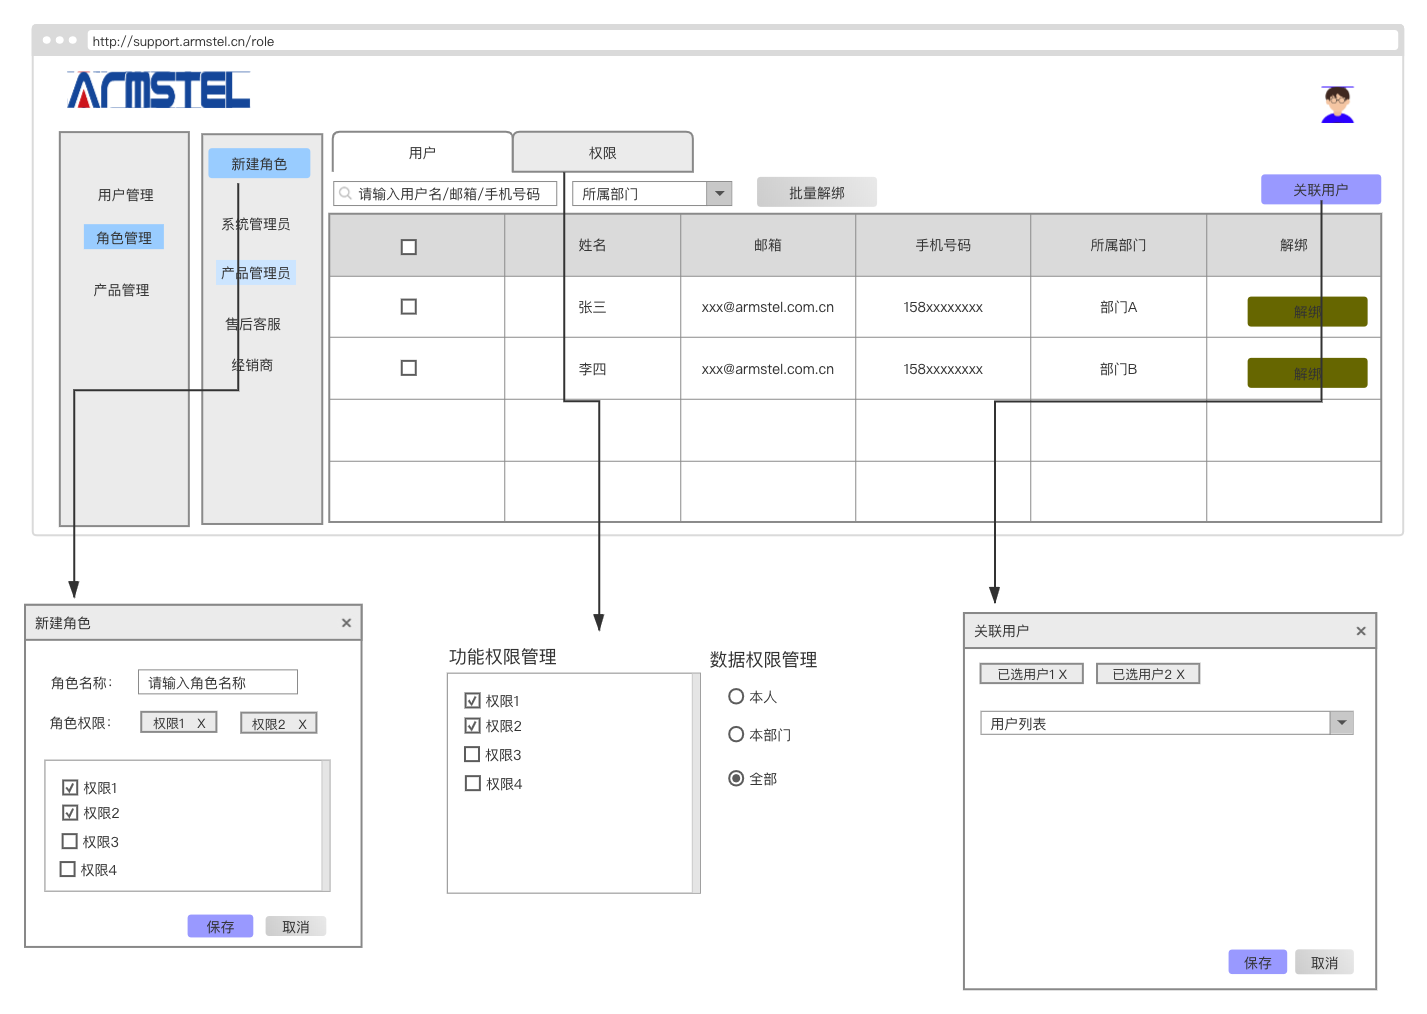 http://support.armstel.cn/role
ARMSTEL
用户管理
角色管理
产品管理
新建角色
系统管理员
产品管理员
售后客服
经销商
用户
权限
请输入用户名/邮箱/手机号码
所属部门
批量解绑
关联用户
姓名 邮箱 手机号码 所属部门 解绑
张三 xxx@armstel.com.cn 158xxxxxxxx 部门A 解绑
李四 xxx@armstel.com.cn 158xxxxxxxx 部门B 解绑
新建角色 ×
角色名称: 请输入角色名称
角色权限: 权限1 X 权限2 X
权限1
权限2
权限3
权限4
保存 取消
功能权限管理
权限1
权限2
权限3
权限4
数据权限管理
本人
本部门
全部
关联用户 ×
已选用户1 X 已选用户2 X
用户列表
保存 取消